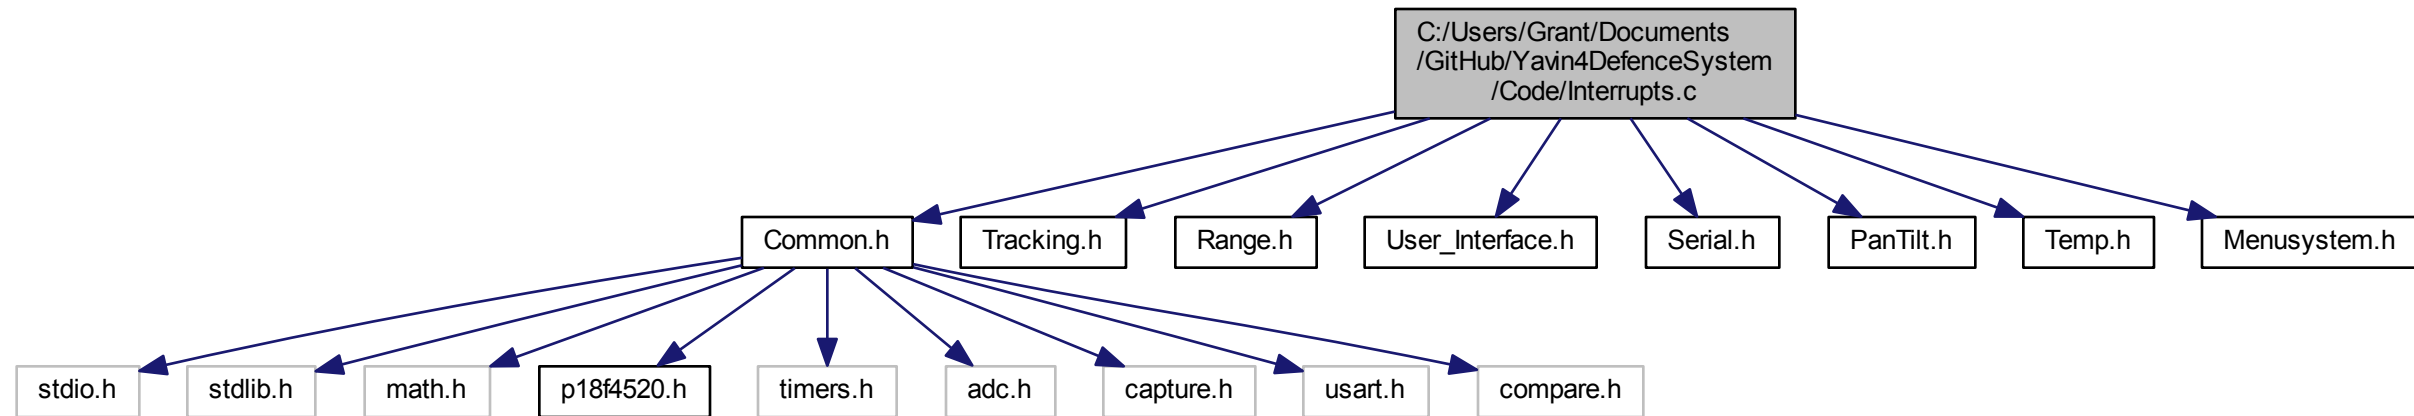 C:/Users/Grant/Documents
/GitHub/Yavin4DefenceSystem
/Code/Interrupts.c
Common.h
Tracking.h
Range.h
User_Interface.h
Serial.h
PanTilt.h
Temp.h
Menusystem.h
stdio.h
stdlib.h
math.h
p18f4520.h
timers.h
adc.h
capture.h
usart.h
compare.h